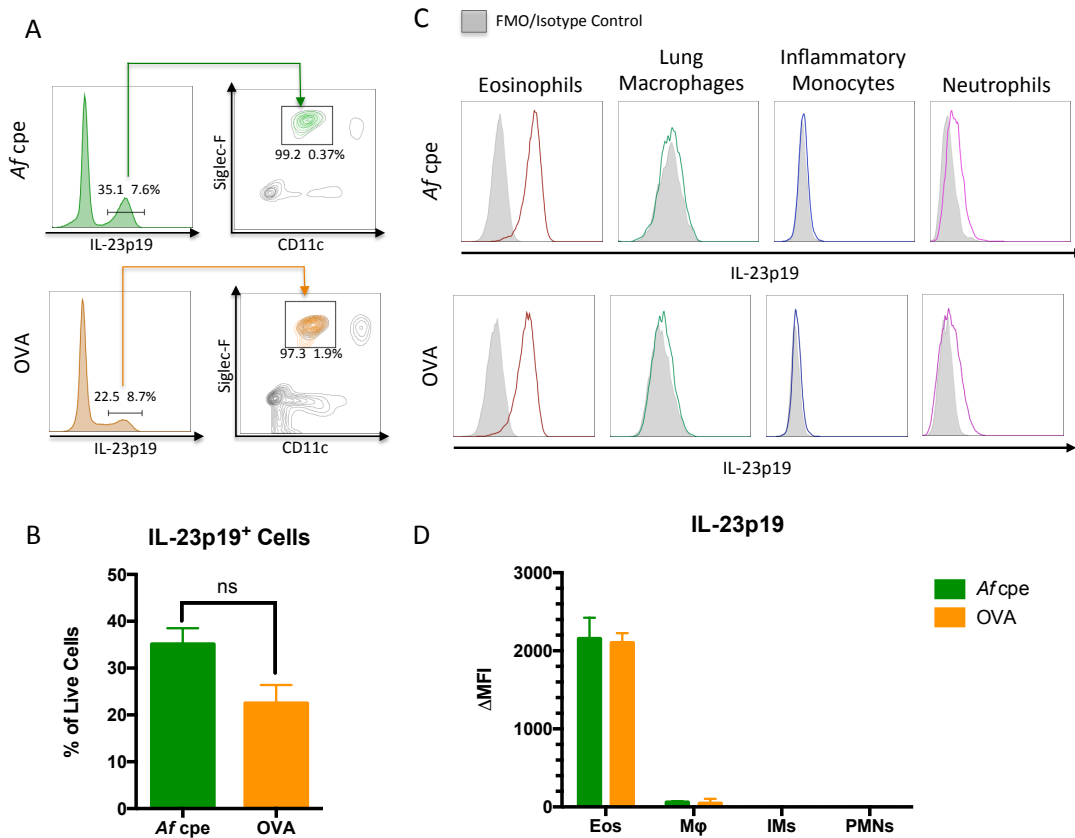 A
Af cpe
35.1 7.6%
IL-23p19
Siglec-F
99.2 0.37%
CD11c
OVA
22.5 8.7%
IL-23p19
Siglec-F
97.3 1.9%
CD11c
C
FMO/Isotype Control
Eosinophils
Lung
Macrophages
Inflammatory
Monocytes
Neutrophils
Af cpe
IL-23p19
OVA
IL-23p19
B
IL-23p19+ Cells
% of Live Cells
50
40
30
20
10
0
ns
Af cpe
OVA
D
IL-23p19
ΔMFI
3000
2000
1000
0
Eos
Mφ
IMs
PMNs
Af cpe
OVA